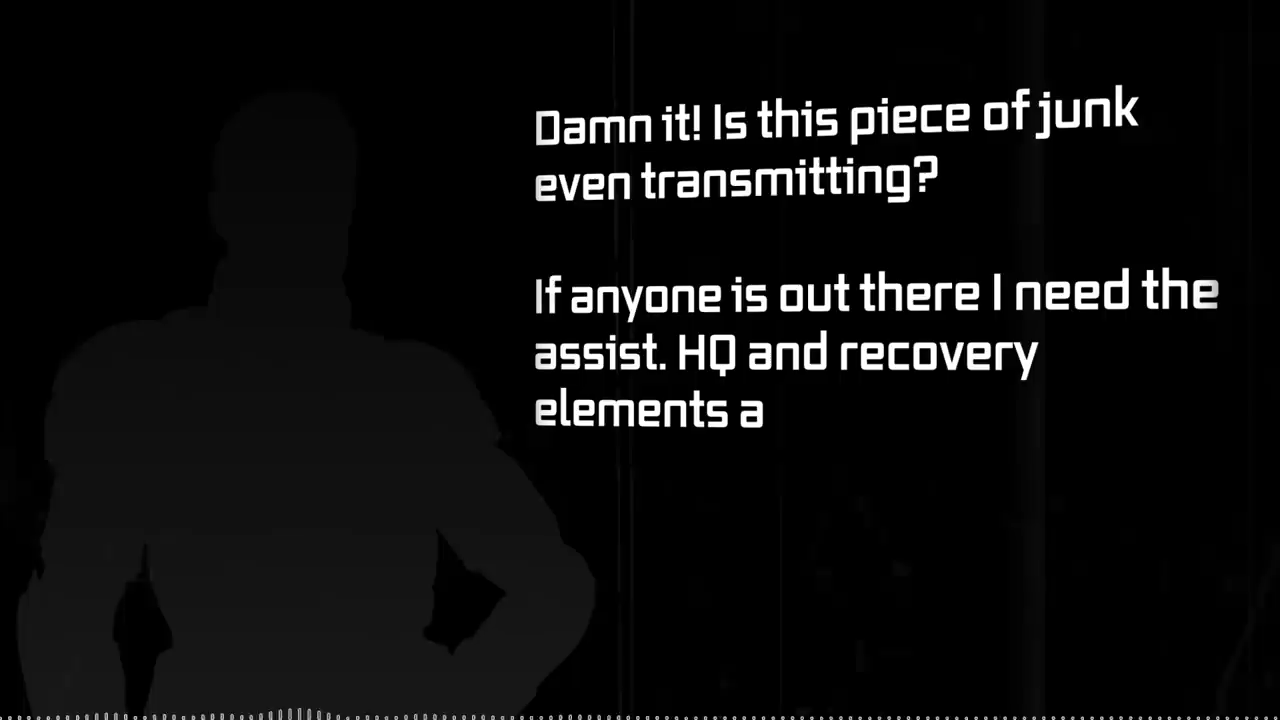 Damn it! Is this piece of junk
even transmitting?
If anyone is out there I need the
assist. HQ and recovery
elements a